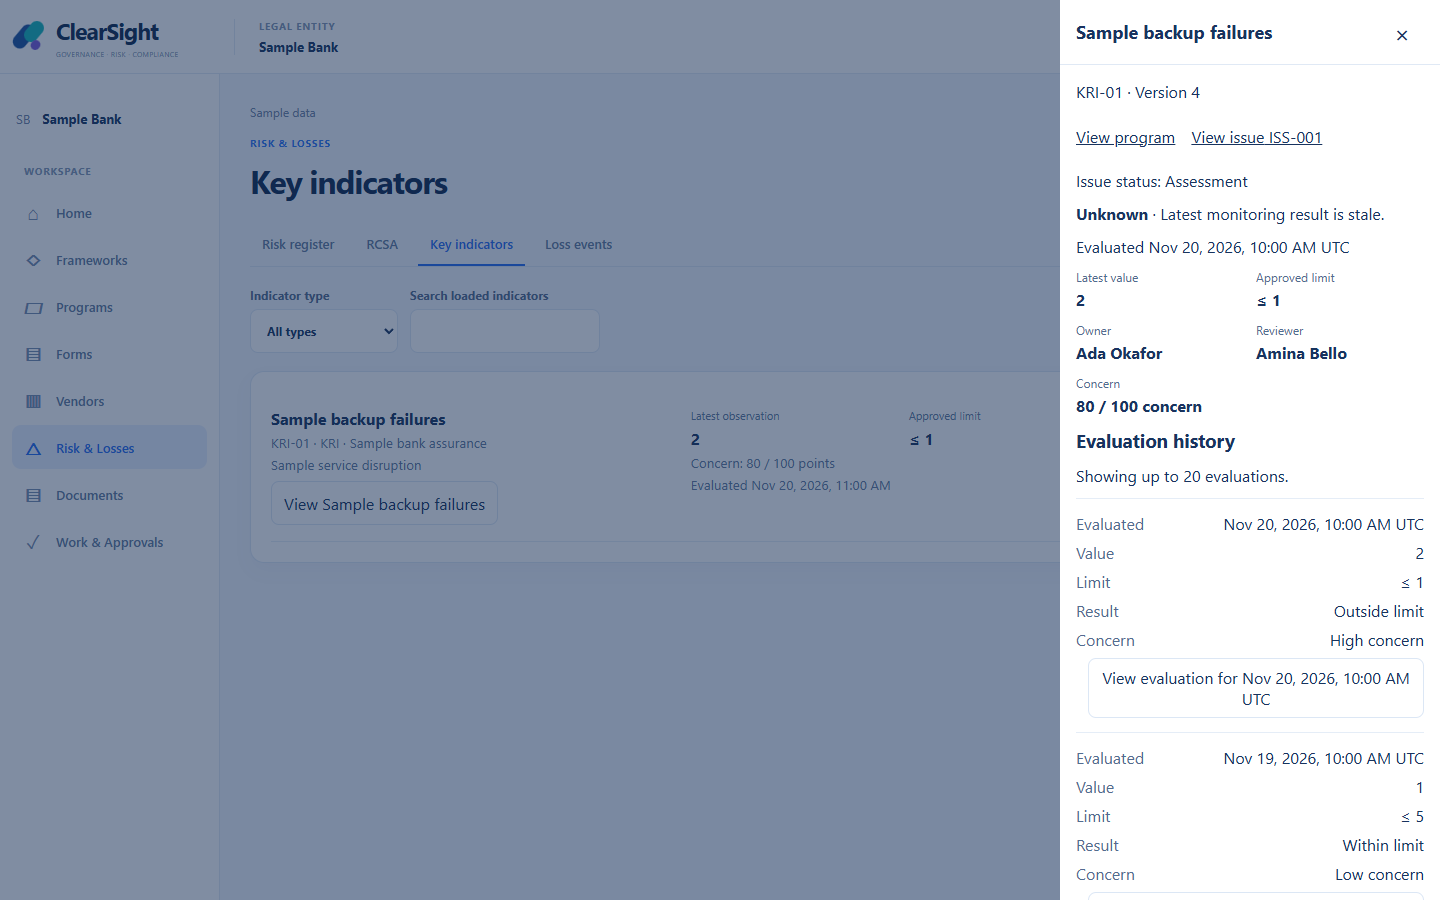 ClearSight
GOVERNANCE · RISK · COMPLIANCE
LEGAL ENTITY
Sample Bank
SB Sample Bank
WORKSPACE
Home
Frameworks
Programs
Forms
Vendors
Risk & Losses
Documents
Work & Approvals
Sample data
RISK & LOSSES
Key indicators
Risk register
RCSA
Key indicators
Loss events
Indicator type
Search loaded indicators
All types
Sample backup failures
KRI-01 · KRI · Sample bank assurance
Sample service disruption
View Sample backup failures
Latest observation
2
Concern: 80 / 100 points
Evaluated Nov 20, 2026, 11:00 AM
Approved limit
≤ 1
Sample backup failures
×
KRI-01 · Version 4
View program View issue ISS-001
Issue status: Assessment
Unknown · Latest monitoring result is stale.
Evaluated Nov 20, 2026, 10:00 AM UTC
Latest value
2
Approved limit
≤ 1
Owner
Ada Okafor
Reviewer
Amina Bello
Concern
80 / 100 concern
Evaluation history
Showing up to 20 evaluations.
Evaluated Nov 20, 2026, 10:00 AM UTC
Value 2
Limit ≤ 1
Result Outside limit
Concern High concern
View evaluation for Nov 20, 2026, 10:00 AM
UTC
Evaluated Nov 19, 2026, 10:00 AM UTC
Value 1
Limit ≤ 5
Result Within limit
Concern Low concern